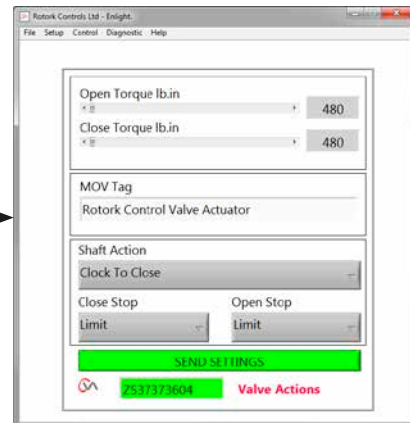 Rotork Controls Ltd - Enlight.
File Setup Control Diagnostic Help
Open Torque lb.in
480
Close Torque lb.in
480
MOV Tag
Rotork Control Valve Actuator
Shaft Action
Clock To Close
Close Stop Open Stop
Limit Limit
SEND SETTINGS
Z537373604 Valve Actions